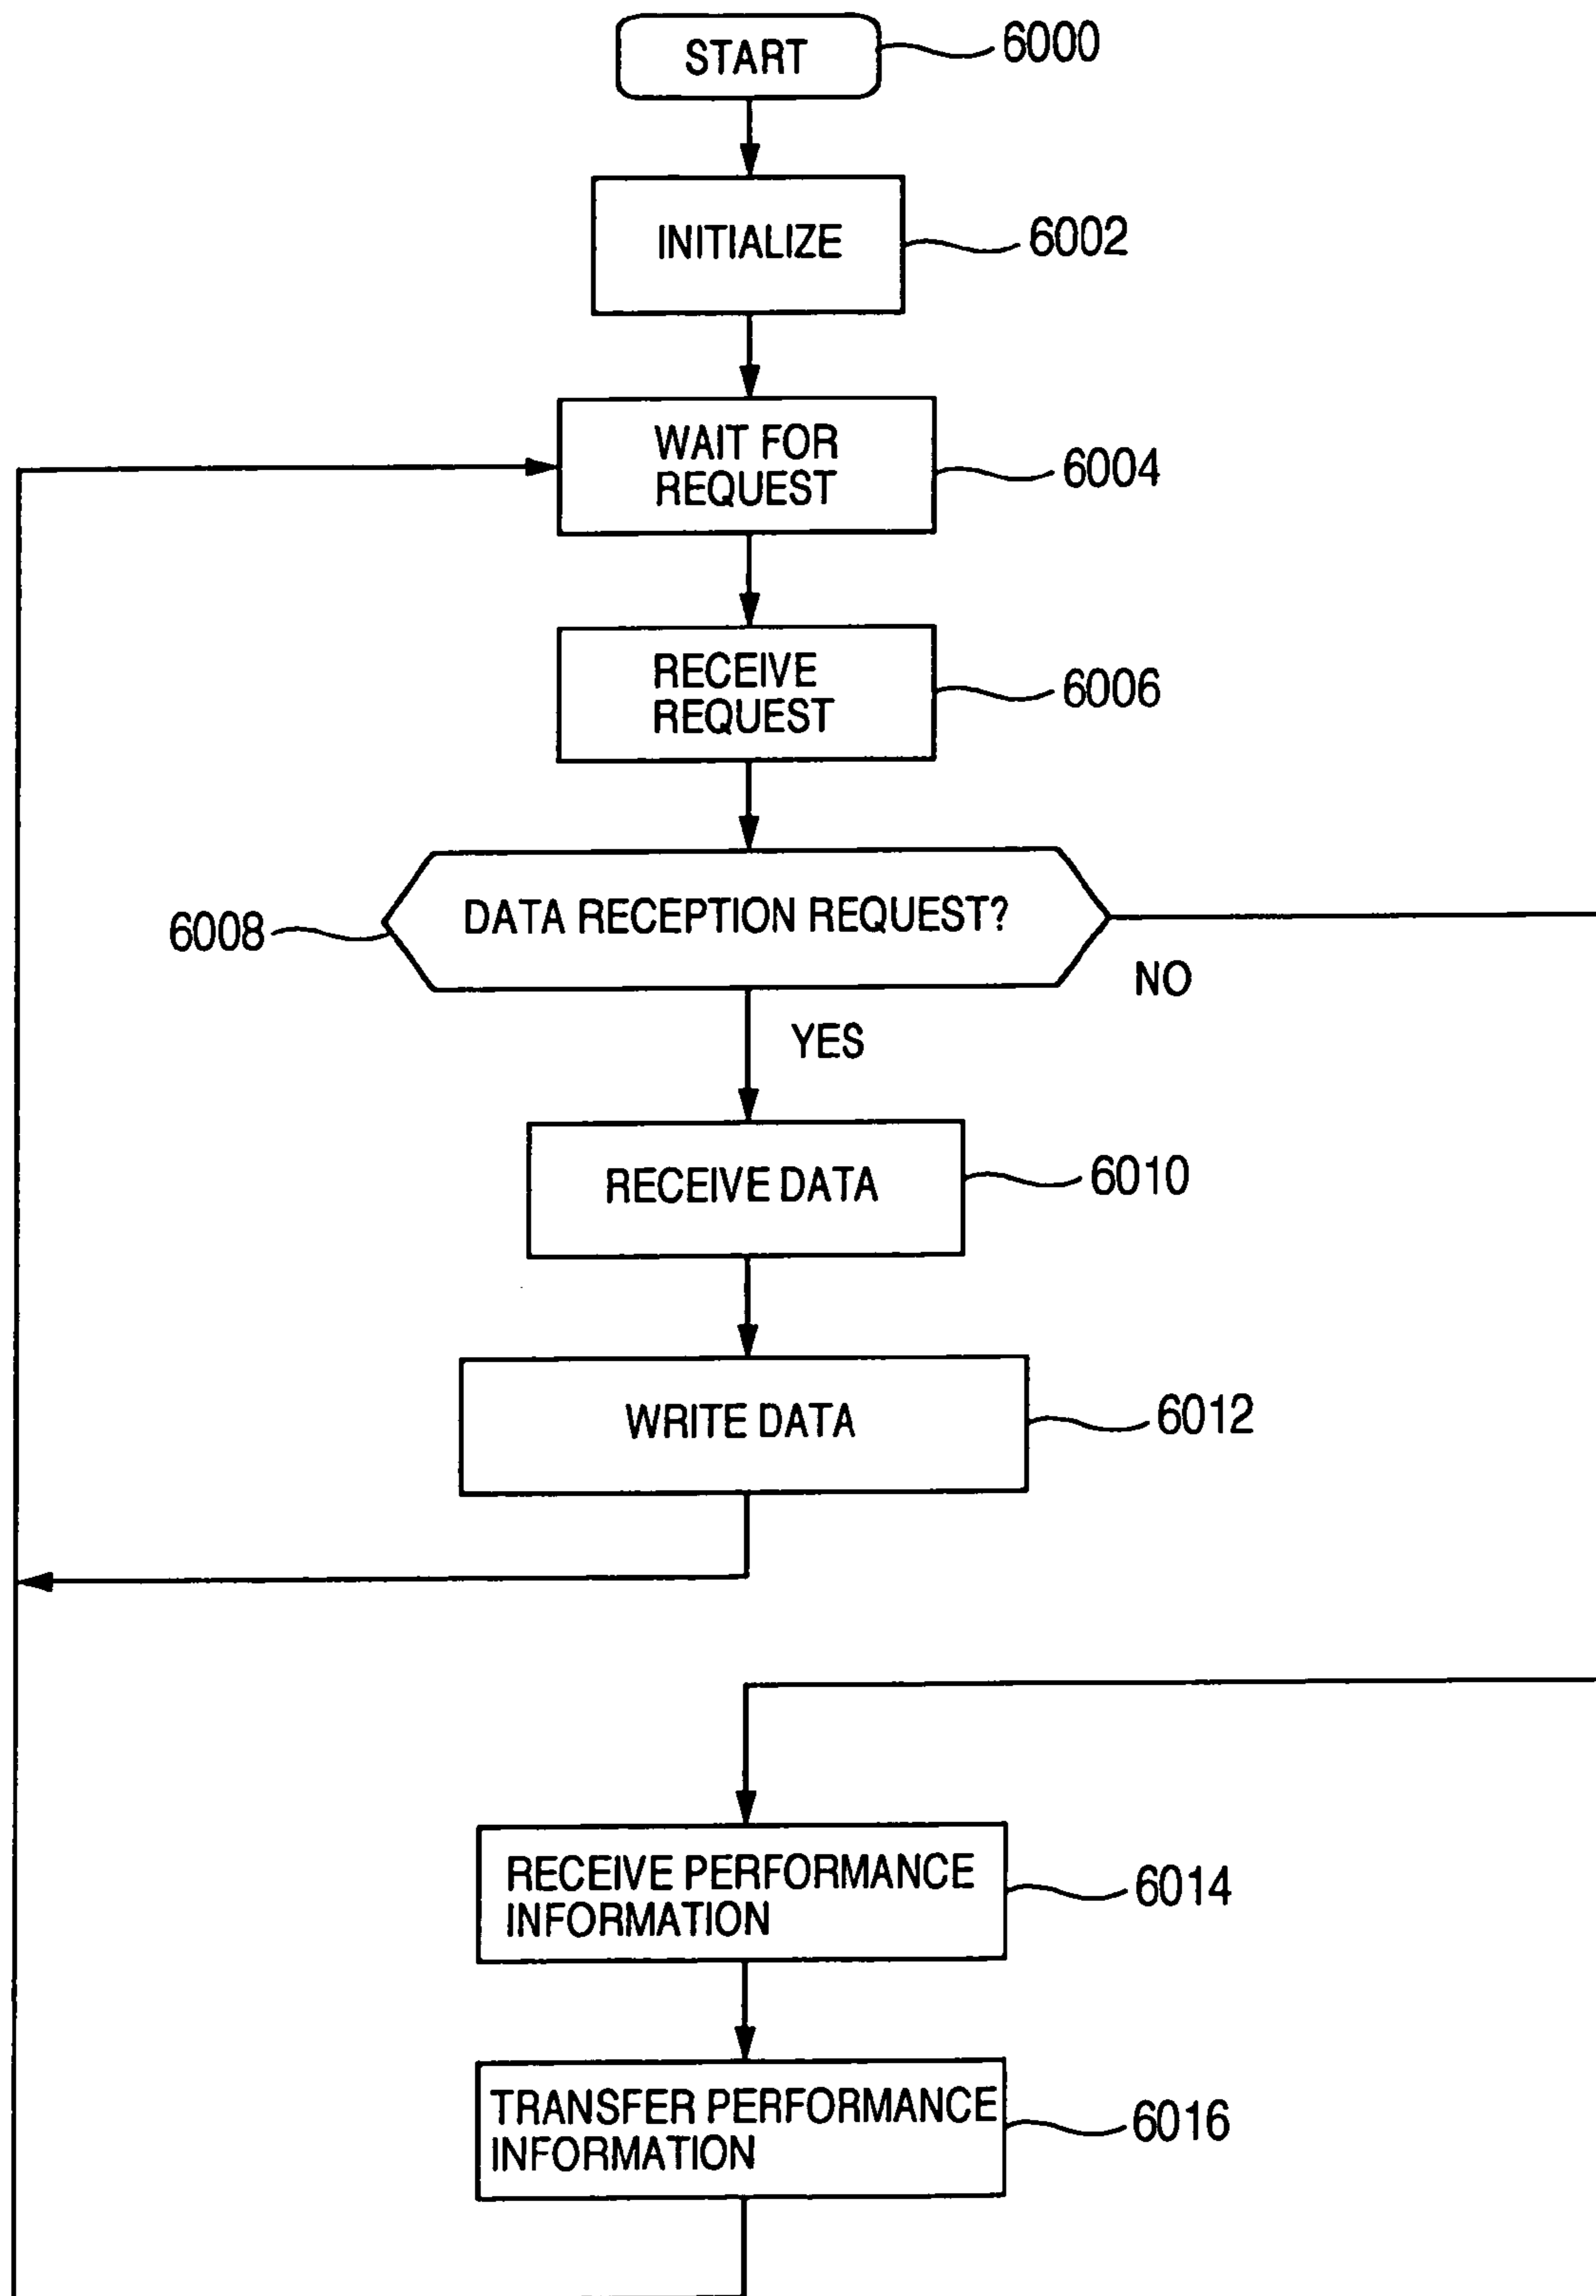 START
6000
INITIALIZE
6002
WAIT FOR
REQUEST
6004
RECEIVE
REQUEST
6006
DATA RECEPTION REQUEST?
6008
NO
YES
RECEIVE DATA
6010
WRITE DATA
6012
RECEIVE PERFORMANCE
INFORMATION
6014
TRANSFER PERFORMANCE
INFORMATION
6016